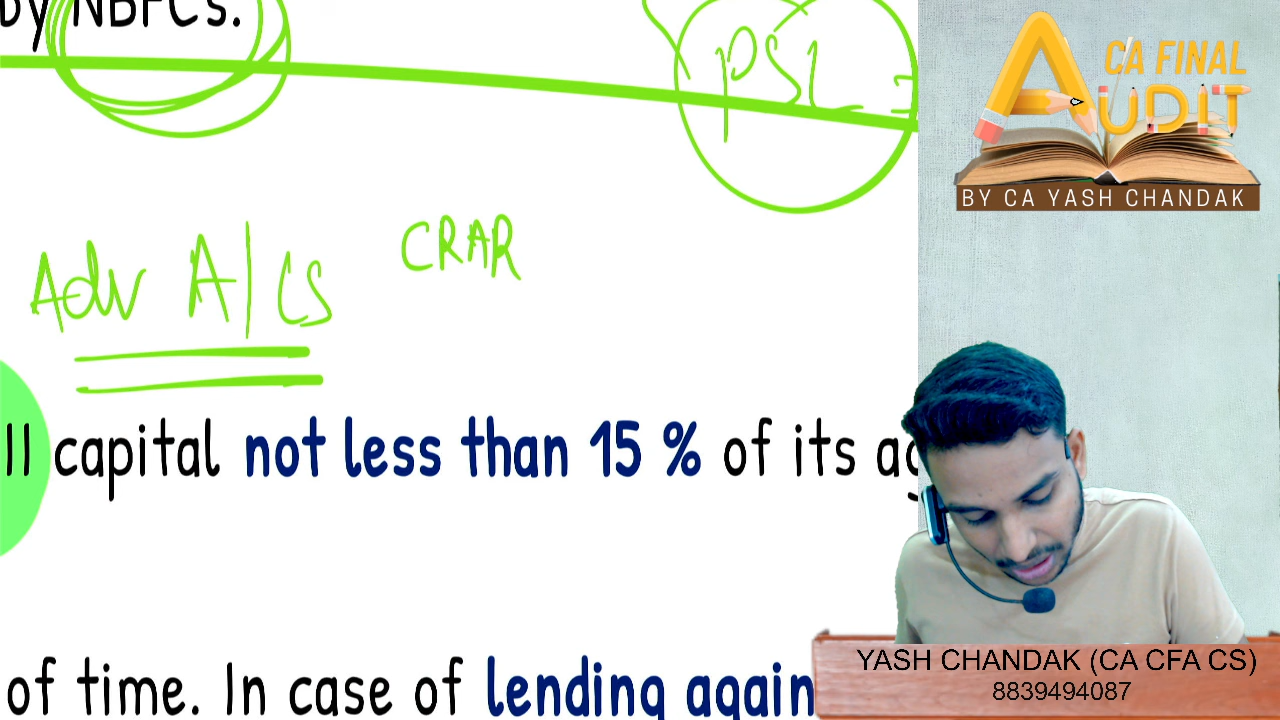 by NBFCs.
PSL
Adv A/cs
CRAR
II capital not less than 15 % of its ag
of time. In case of lending again
CA FINAL
AUDIT
BY CA YASH CHANDAK
YASH CHANDAK (CA CFA CS)
8839494087